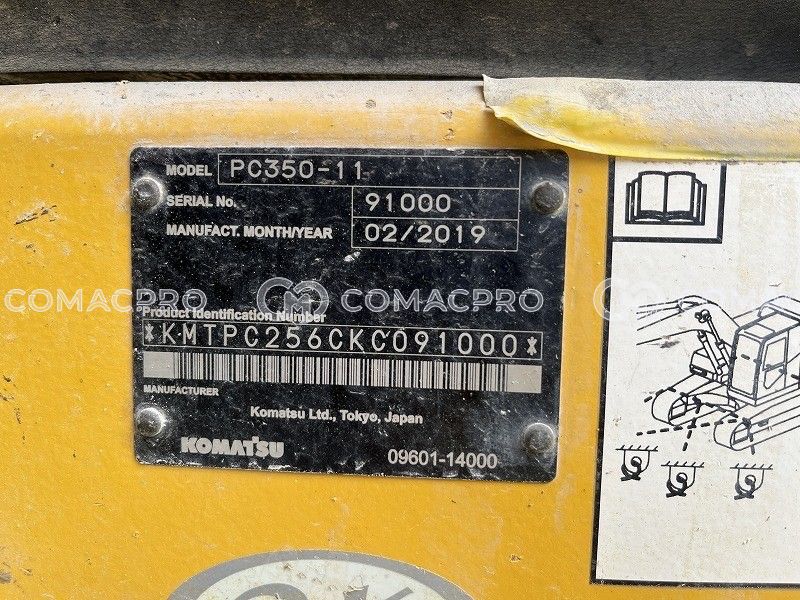 MODEL PC350-11
SERIAL No. 91000
MANUFACT. MONTH/YEAR 02/2019
COMACPRO COMACPRO COMACPRO
Product Identification Number
*KMTPC256CKC091000*
MANUFACTURER
Komatsu Ltd., Tokyo, Japan
KOMATSU 09601-14000